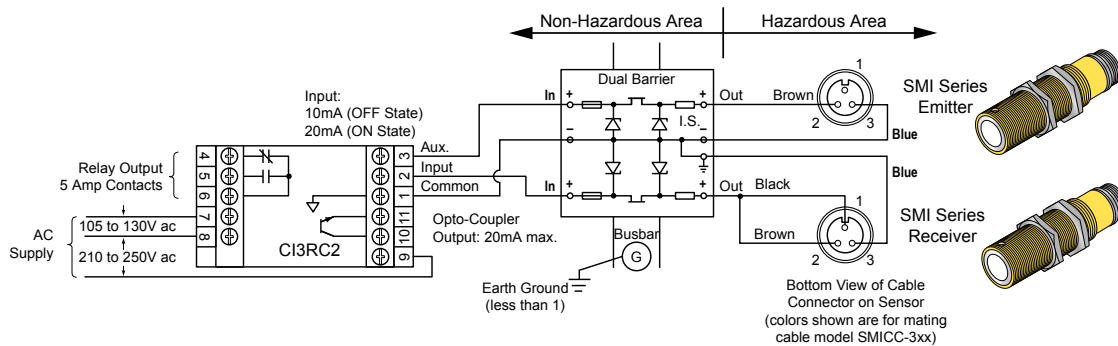 Non-Hazardous Area
Hazardous Area
Dual Barrier
Input:
10mA (OFF State)
20mA (ON State)
In
+
+
Out
Brown
1
2
3
SMI Series
Emitter
I.S.
Blue
−
−
Relay Output
5 Amp Contacts
4
5
6
7
8
3
2
1
11
10
9
Aux.
Input
Common
CI3RC2
Opto-Coupler
Output: 20mA max.
AC
Supply
105 to 130V ac
210 to 250V ac
In
+
+
Out
Black
Brown
Blue
1
2
3
SMI Series
Receiver
Busbar
G
Earth Ground
(less than 1)
Bottom View of Cable
Connector on Sensor
(colors shown are for mating
cable model SMICC-3xx)